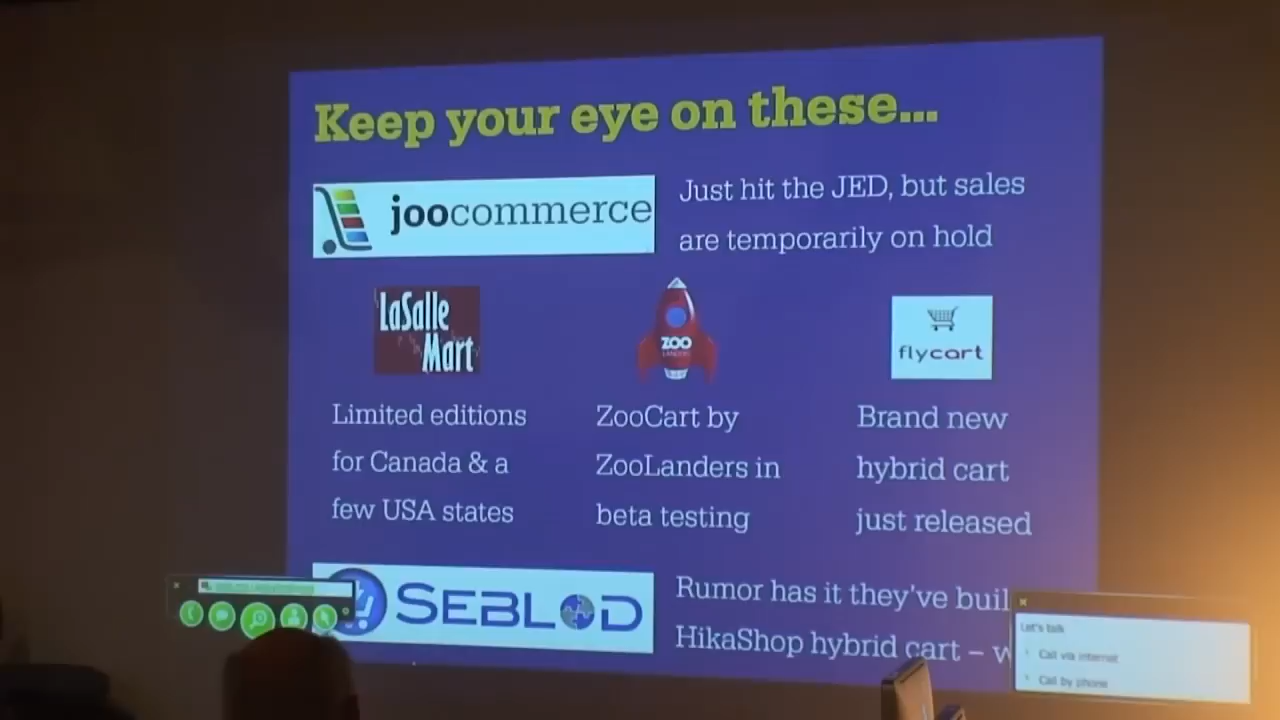 Keep your eye on these...
joocommerce
Just hit the JED, but sales
are temporarily on hold
LaSalle
Mart
ZOO
LANDERS
flycart
Limited editions
for Canada & a
few USA states
ZooCart by
ZooLanders in
beta testing
Brand new
hybrid cart
just released
SEBLOD
Rumor has it they've buil
HikaShop hybrid cart – w
Let's talk
Call via internet
Call by phone